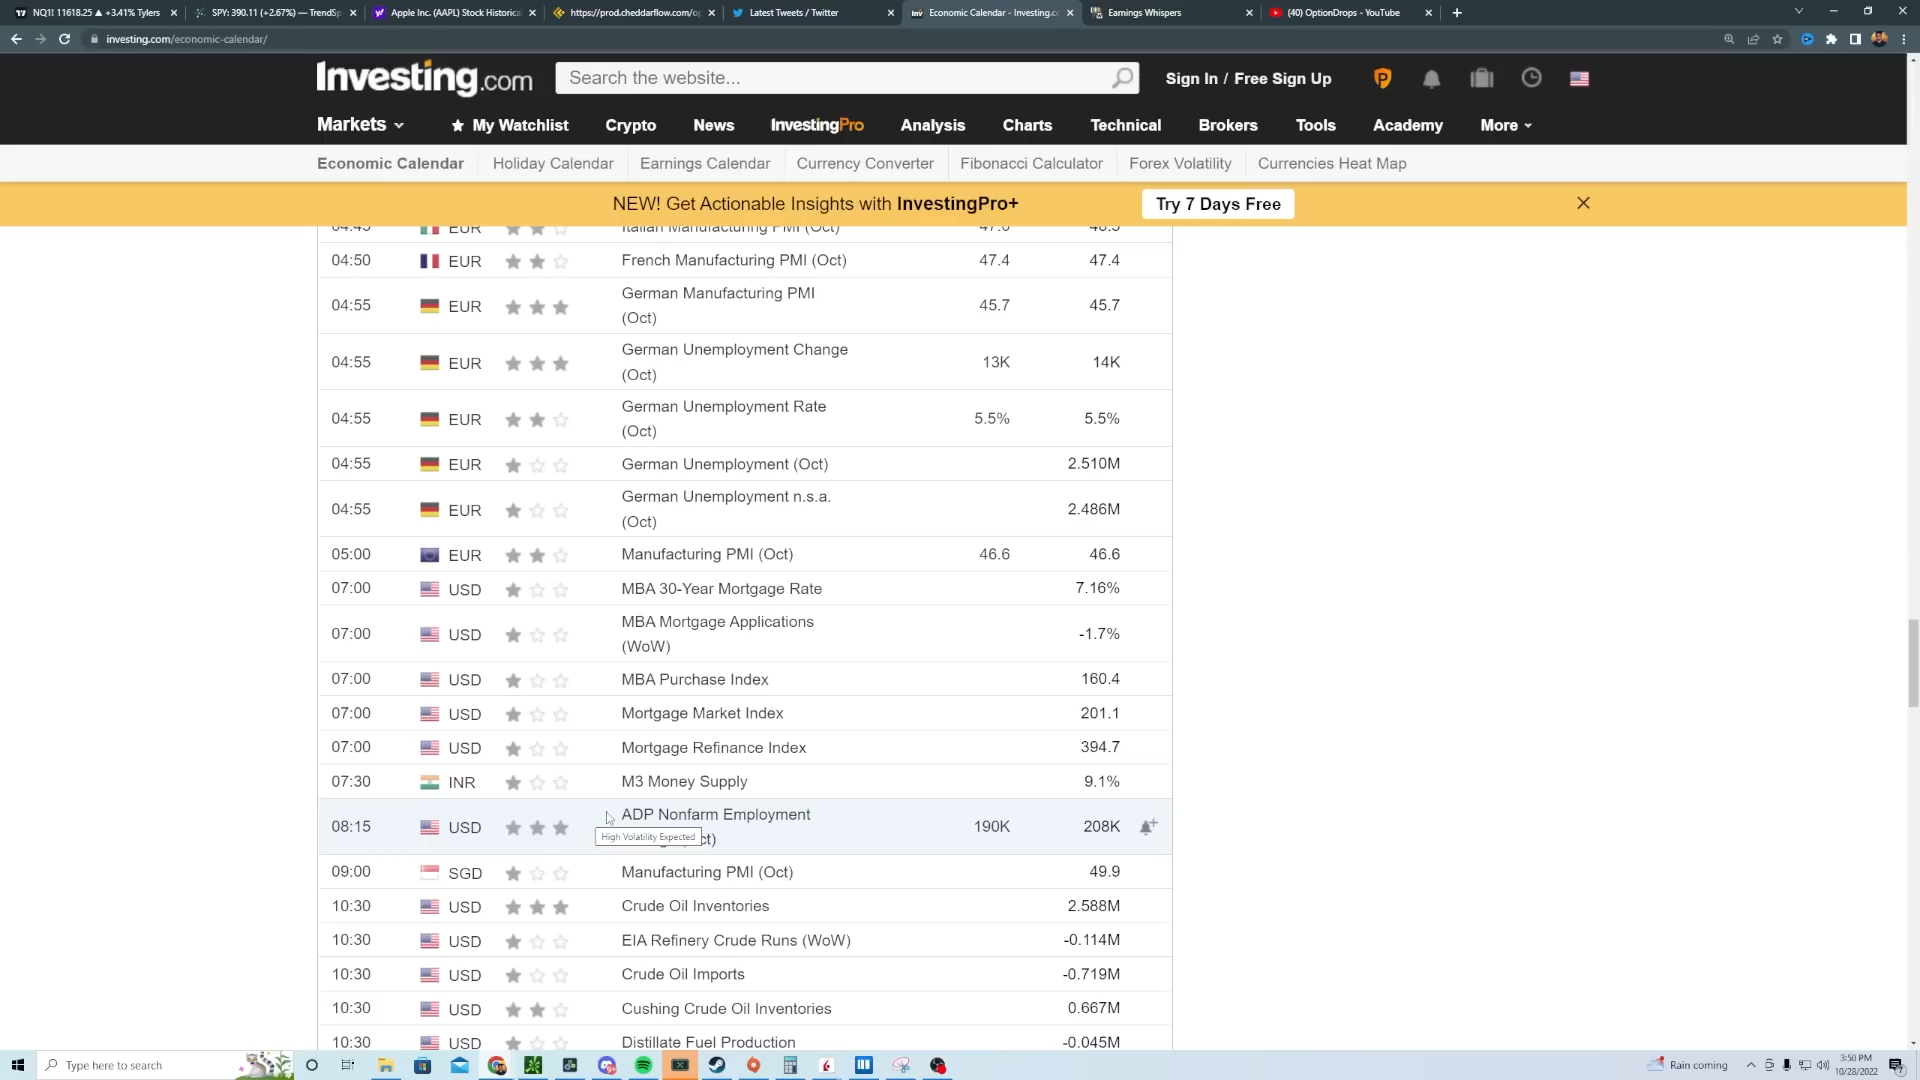 NQ1! 11618.25 ▲ +3.41% Tylers
SPY: 390.11 (+2.67%) — TrendSp
Apple Inc. (AAPL) Stock Historica
https://prod.cheddarflow.com/o
Latest Tweets / Twitter
Economic Calendar - Investing.c
Earnings Whispers
(40) OptionDrops - YouTube
investing.com/economic-calendar/
Investing.com
Search the website...
Sign In / Free Sign Up
Markets
My Watchlist
Crypto
News
InvestingPro
Analysis
Charts
Technical
Brokers
Tools
Academy
More
Economic Calendar
Holiday Calendar
Earnings Calendar
Currency Converter
Fibonacci Calculator
Forex Volatility
Currencies Heat Map
NEW! Get Actionable Insights with InvestingPro+
Try 7 Days Free
04:45 EUR Italian Manufacturing PMI (Oct) 47.6 48.3
04:50 EUR French Manufacturing PMI (Oct) 47.4 47.4
04:55 EUR German Manufacturing PMI 45.7 45.7
(Oct)
04:55 EUR German Unemployment Change 13K 14K
(Oct)
04:55 EUR German Unemployment Rate 5.5% 5.5%
(Oct)
04:55 EUR German Unemployment (Oct) 2.510M
04:55 EUR German Unemployment n.s.a. 2.486M
(Oct)
05:00 EUR Manufacturing PMI (Oct) 46.6 46.6
07:00 USD MBA 30-Year Mortgage Rate 7.16%
07:00 USD MBA Mortgage Applications -1.7%
(WoW)
07:00 USD MBA Purchase Index 160.4
07:00 USD Mortgage Market Index 201.1
07:00 USD Mortgage Refinance Index 394.7
07:30 INR M3 Money Supply 9.1%
08:15 USD ADP Nonfarm Employment 190K 208K
High Volatility Expected
ct)
09:00 SGD Manufacturing PMI (Oct) 49.9
10:30 USD Crude Oil Inventories 2.588M
10:30 USD EIA Refinery Crude Runs (WoW) -0.114M
10:30 USD Crude Oil Imports -0.719M
10:30 USD Cushing Crude Oil Inventories 0.667M
10:30 USD Distillate Fuel Production -0.045M
Type here to search
Rain coming
3:50 PM
10/28/2022